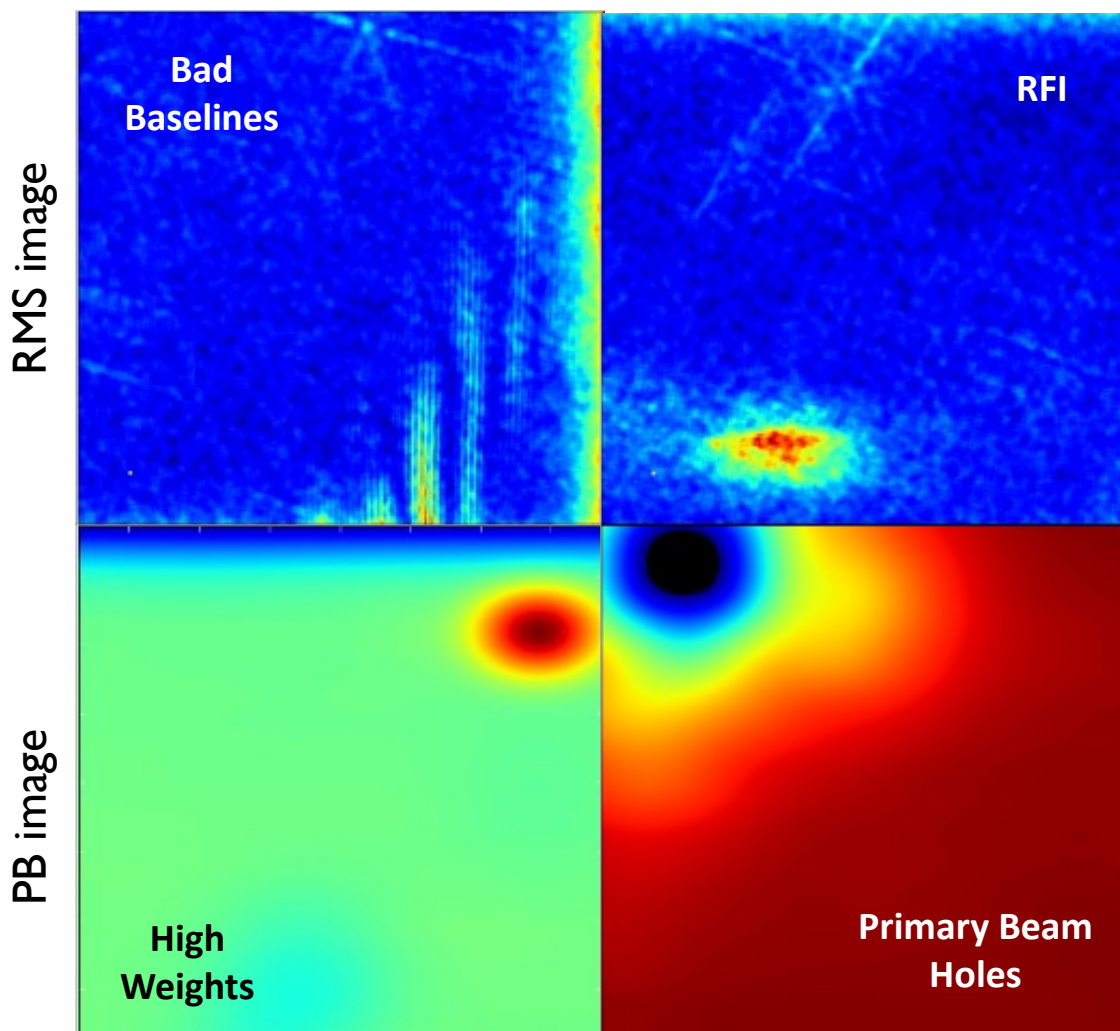 RMS image
Bad
Baselines
RFI
PB image
High
Weights
Primary Beam
Holes